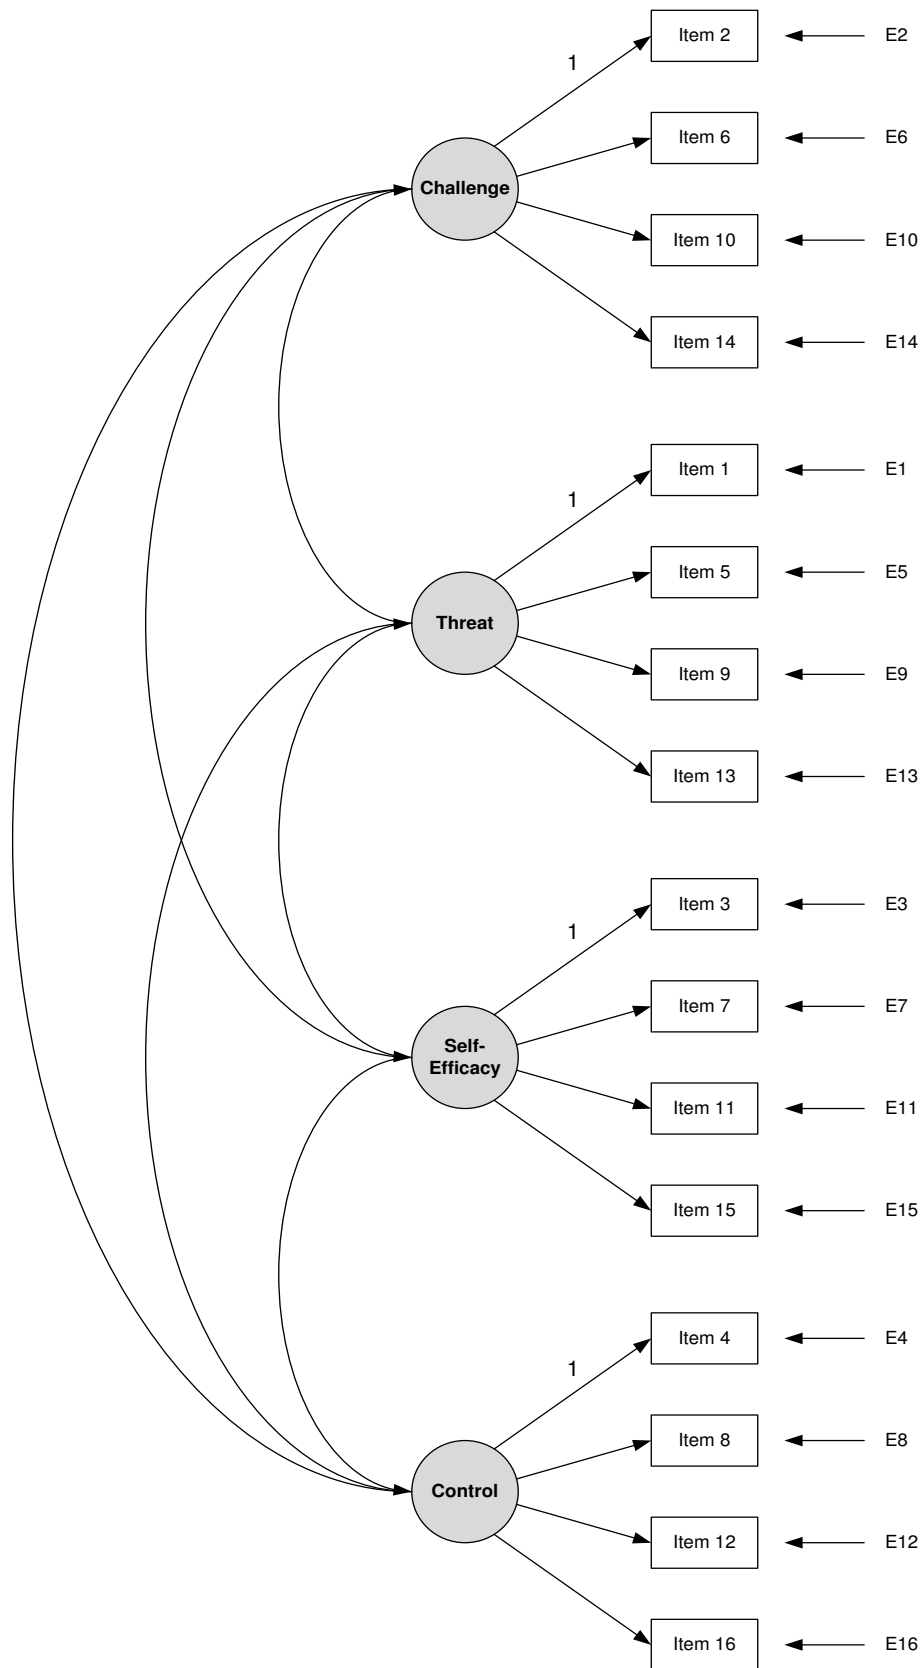 Item 2
E2
1
Item 6
E6
Challenge
Item 10
E10
Item 14
E14
Item 1
E1
1
Item 5
E5
Threat
Item 9
E9
Item 13
E13
Item 3
E3
1
Item 7
E7
Self-
Efficacy
Item 11
E11
Item 15
E15
Item 4
E4
1
Item 8
E8
Control
Item 12
E12
Item 16
E16